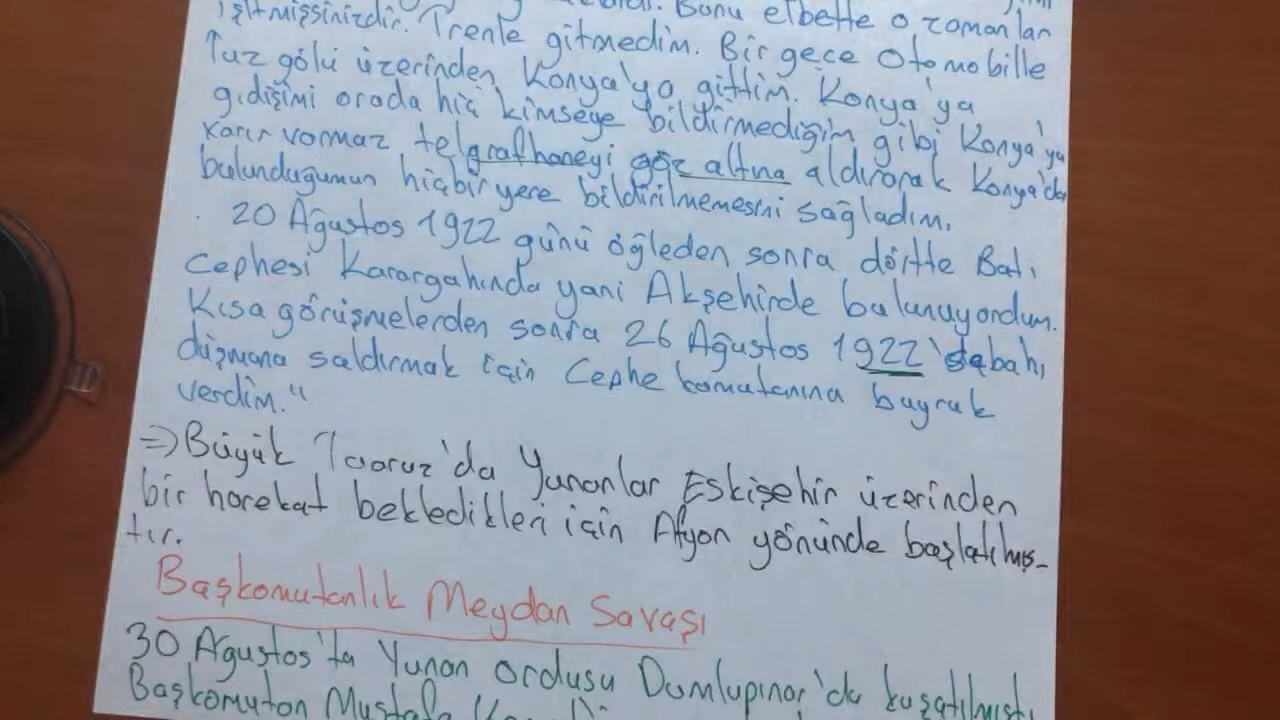 Bunu elbette o zamanlar
işitmişsinizdir. Trenle gitmedim. Bir gece Otomobille
Tuz gölü üzerinden Konya'ya gittim. Konya'ya
gidişimi orada hiç kimseye bildirmediğim gibi Konya'ya
varır varmaz telgrafhaneyi göz altına aldırarak Konya'da
bulunduğumun hiçbir yere bildirilmemesini sağladım.
20 Ağustos 1922 günü öğleden sonra dörtte Batı
Cephesi Karargahında yani Akşehirde bulunuyordum.
Kısa görüşmelerden sonra 26 Ağustos 1922 sabahı
düşmana saldırmak için Cephe komutanına buyruk
verdim."
⇒ Büyük Taaruz'da Yunanlar Eskişehir üzerinden
bir harekat bekledikleri için Afyon yönünde başlatılmış-
tır.
Başkomutanlık Meydan Savaşı
30 Ağustos'ta Yunan ordusu Dumlupınar'da kuşatılmıştı
Başkomutan Mustafa